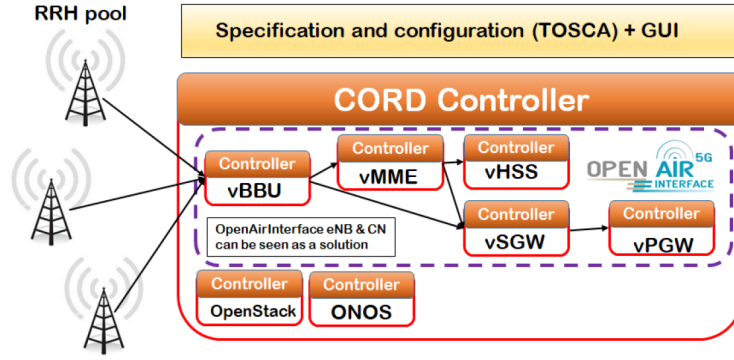 RRH pool
Specification and configuration (TOSCA) + GUI
CORD Controller
Controller
vBBU
Controller
vMME
Controller
vHSS
OPEN AIR 5G
INTERFACE
OpenAirInterface eNB & CN
can be seen as a solution
Controller
vSGW
Controller
vPGW
Controller
OpenStack
Controller
ONOS